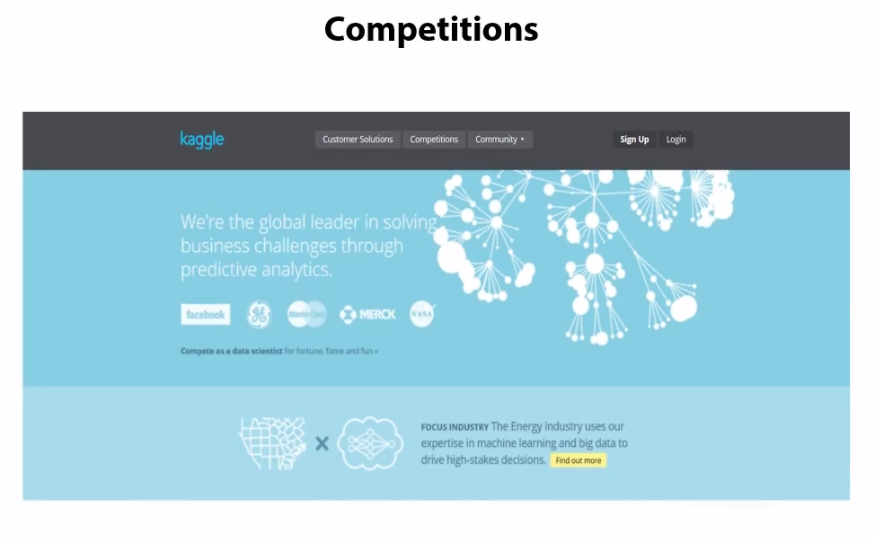 Competitions
kaggle
Customer Solutions
Competitions
Community
Sign Up
Login
We're the global leader in solving
business challenges through
predictive analytics.
facebook
GE
MasterCard
MERCK
NASA
Compete as a data scientist for fortune, fame and fun »
FOCUS INDUSTRY The Energy industry uses our
expertise in machine learning and big data to
drive high-stakes decisions. Find out more